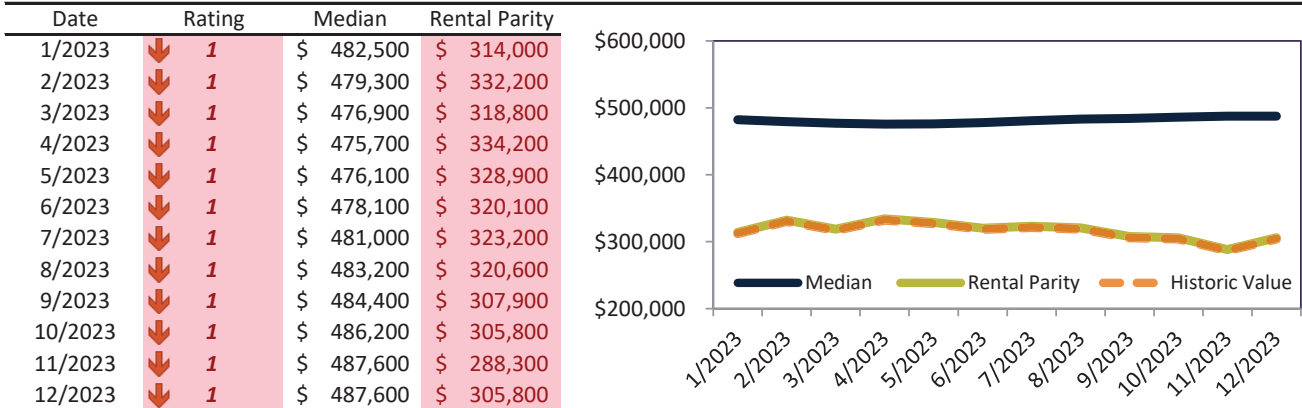 Date Rating Median Rental Parity
1/2023 1 $ 482,500 $ 314,000
2/2023 1 $ 479,300 $ 332,200
3/2023 1 $ 476,900 $ 318,800
4/2023 1 $ 475,700 $ 334,200
5/2023 1 $ 476,100 $ 328,900
6/2023 1 $ 478,100 $ 320,100
7/2023 1 $ 481,000 $ 323,200
8/2023 1 $ 483,200 $ 320,600
9/2023 1 $ 484,400 $ 307,900
10/2023 1 $ 486,200 $ 305,800
11/2023 1 $ 487,600 $ 288,300
12/2023 1 $ 487,600 $ 305,800
$600,000
$500,000
$400,000
$300,000
$200,000
Median Rental Parity Historic Value
1/2023 2/2023 3/2023 4/2023 5/2023 6/2023 7/2023 8/2023 9/2023 10/2023 11/2023 12/2023